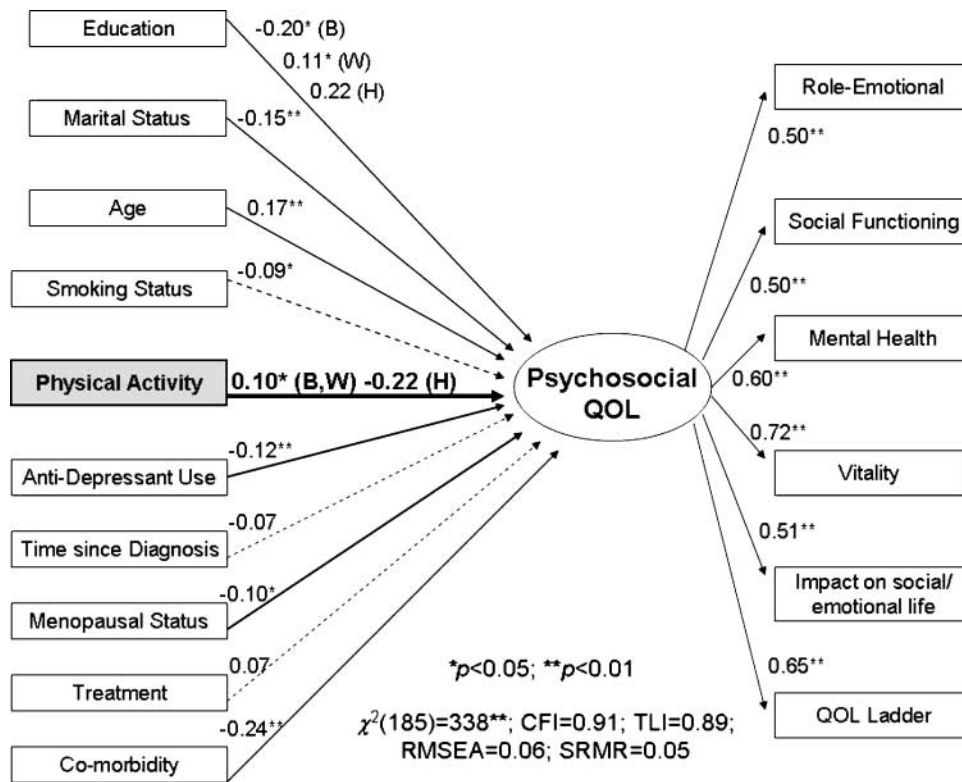 Education
-0.20* (B)
0.11* (W)
0.22 (H)
Marital Status
-0.15**
Age
0.17**
Smoking Status
-0.09*
Physical Activity
0.10* (B,W) -0.22 (H)
Anti-Depressant Use
-0.12**
Time since Diagnosis
-0.07
Menopausal Status
-0.10*
Treatment
0.07
Co-morbidity
-0.24**
Psychosocial
QOL
Role-Emotional
0.50**
Social Functioning
0.50**
Mental Health
0.60**
Vitality
0.72**
Impact on social/
emotional life
0.51**
QOL Ladder
0.65**
*p<0.05; **p<0.01
χ²(185)=338**; CFI=0.91; TLI=0.89;
RMSEA=0.06; SRMR=0.05